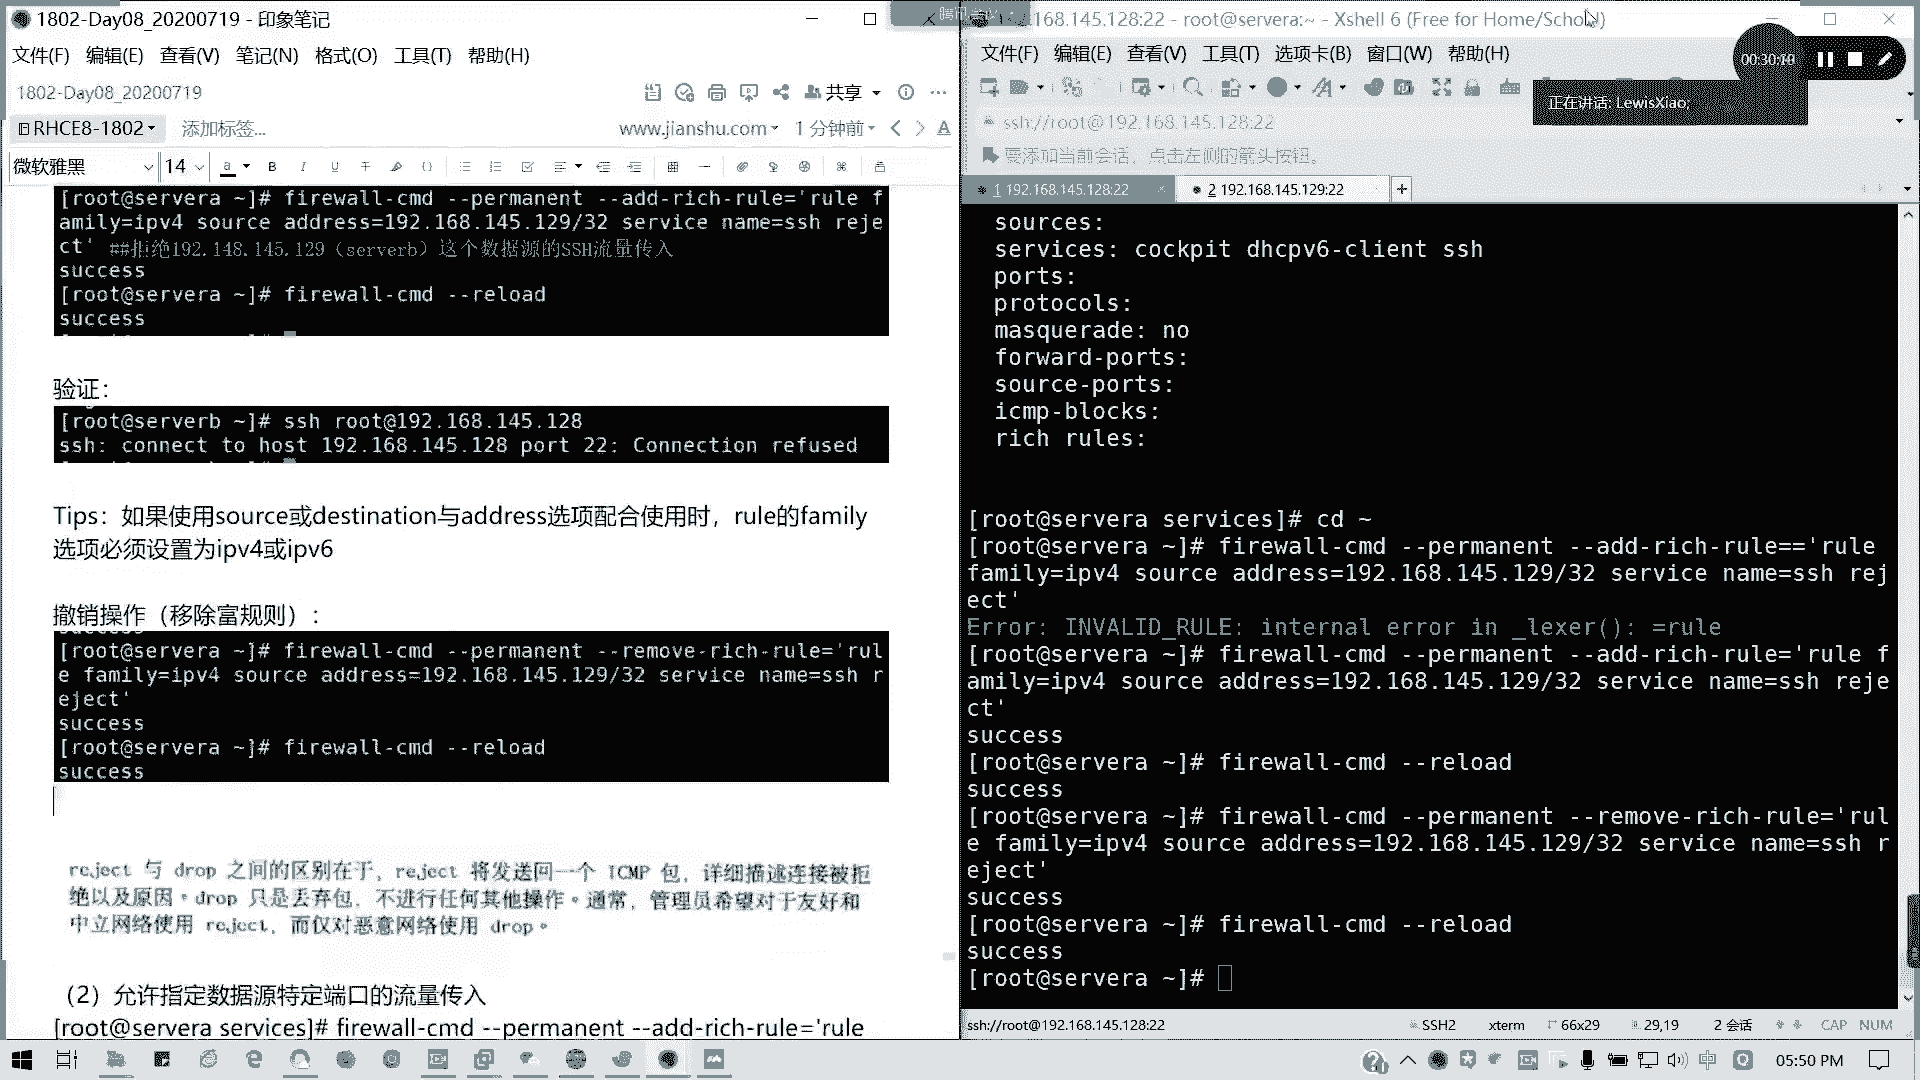 1802-Day08_20200719 - 印象笔记
文件(F) 编辑(E) 查看(V) 笔记(N) 格式(O) 工具(T) 帮助(H)
1802-Day08_20200719
共享
RHCE8-1802
添加标签...
www.jianshu.com
1 分钟前
微软雅黑
14
[root@servera ~]# firewall-cmd --permanent --add-rich-rule='rule f
amily=ipv4 source address=192.168.145.129/32 service name=ssh reje
ct' ##拒绝192.148.145.129（serverb）这个数据源的SSH流量传入
success
[root@servera ~]# firewall-cmd --reload
success
验证：
[root@serverb ~]# ssh root@192.168.145.128
ssh: connect to host 192.168.145.128 port 22: Connection refused
Tips：如果使用source或destination与address选项配合使用时，rule的family
选项必须设置为ipv4或ipv6
撤销操作（移除富规则）：
success
[root@servera ~]# firewall-cmd --permanent --remove-rich-rule='rul
e family=ipv4 source address=192.168.145.129/32 service name=ssh r
eject'
success
[root@servera ~]# firewall-cmd --reload
success
reject 与 drop 之间的区别在于，reject 将发送回一个 ICMP 包，详细描述连接被拒
绝以及原因。drop 只是丢弃包，不进行任何其他操作。通常，管理员希望对于友好和
中立网络使用 reject，而仅对恶意网络使用 drop。
（2）允许指定数据源特定端口的流量传入
[root@servera services]# firewall-cmd --permanent --add-rich-rule='rule
腾讯会议
.168.145.128:22 - root@servera:~ - Xshell 6 (Free for Home/School)
文件(F) 编辑(E) 查看(V) 工具(T) 选项卡(B) 窗口(W) 帮助(H)
正在讲话: LewisXiao;
ssh://root@192.168.145.128:22
要添加当前会话，点击左侧的箭头按钮。
1 192.168.145.128:22
2 192.168.145.129:22
sources:
services: cockpit dhcpv6-client ssh
ports:
protocols:
masquerade: no
forward-ports:
source-ports:
icmp-blocks:
rich rules:
[root@servera services]# cd ~
[root@servera ~]# firewall-cmd --permanent --add-rich-rule=='rule
family=ipv4 source address=192.168.145.129/32 service name=ssh rej
ect'
Error: INVALID_RULE: internal error in _lexer(): =rule
[root@servera ~]# firewall-cmd --permanent --add-rich-rule='rule f
amily=ipv4 source address=192.168.145.129/32 service name=ssh reje
ct'
success
[root@servera ~]# firewall-cmd --reload
success
[root@servera ~]# firewall-cmd --permanent --remove-rich-rule='rul
e family=ipv4 source address=192.168.145.129/32 service name=ssh r
eject'
success
[root@servera ~]# firewall-cmd --reload
success
[root@servera ~]#
ssh://root@192.168.145.128:22
SSH2
xterm
66x29
29,19
2 会话
CAP NUM
中
05:50 PM